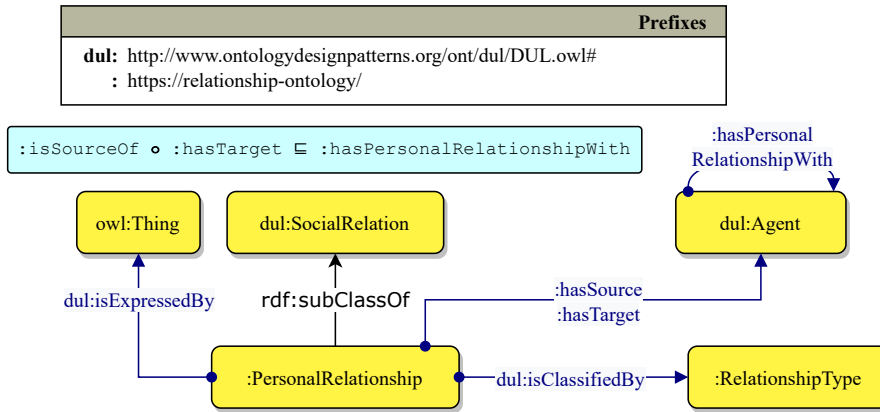 Prefixes
dul: http://www.ontologydesignpatterns.org/ont/dul/DUL.owl#
: https://relationship-ontology/
:isSourceOf o :hasTarget ⊑ :hasPersonalRelationshipWith
:hasPersonal
RelationshipWith
owl:Thing
dul:SocialRelation
dul:Agent
dul:isExpressedBy
rdf:subClassOf
:hasSource
:hasTarget
:PersonalRelationship
dul:isClassifiedBy
:RelationshipType